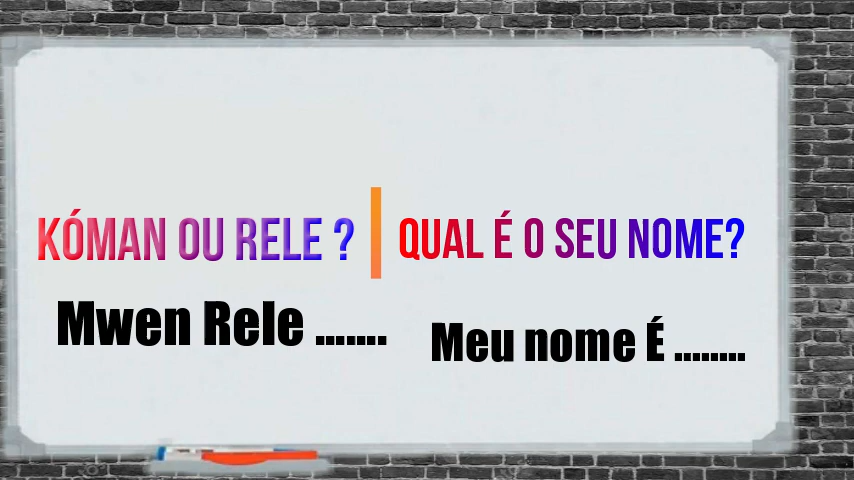 KÓMAN OU RELE ?
QUAL É O SEU NOME?
Mwen Rele .......
Meu nome É ........